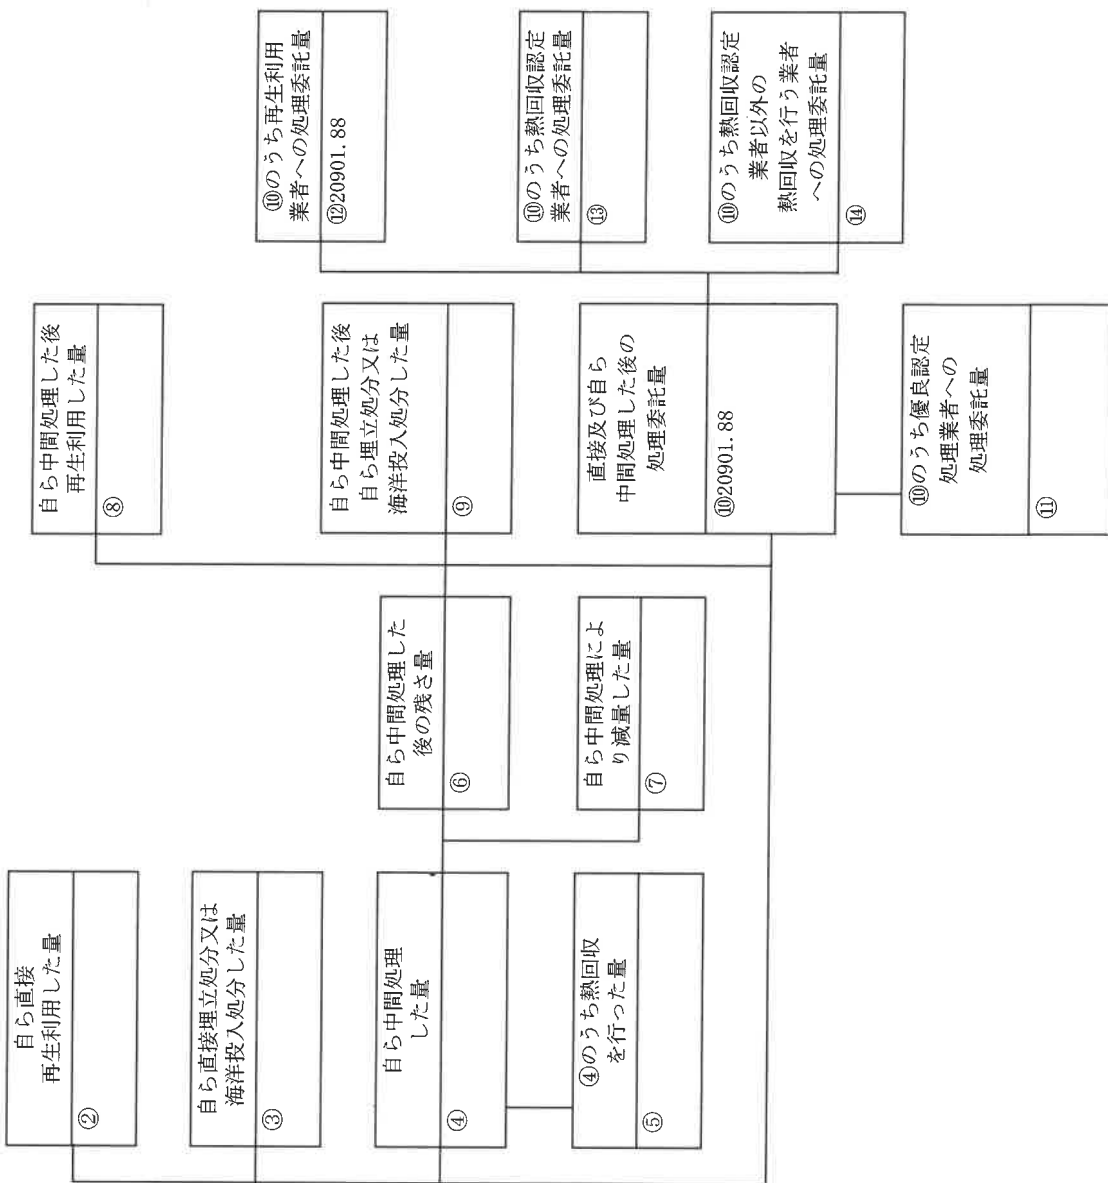 自ら直接
再生利用した量
②
自ら直接埋立処分又は
海洋投入処分した量
③
自ら中間処理
した量
④
④のうち熱回収
を行った量
⑤
自ら中間処理した
後の残さ量
⑥
自ら中間処理によ
り減量した量
⑦
自ら中間処理した後
再生利用した量
⑧
自ら中間処理した後
自ら埋立処分又は
海洋投入処分した量
⑨
直接及び自ら
中間処理した後の
処理委託量
⑩20901.88
⑩のうち優良認定
処理業者への
処理委託量
⑪
⑩のうち再生利用
業者への処理委託量
⑫20901.88
⑩のうち熱回収認定
業者への処理委託量
⑬
⑩のうち熱回収認定
業者以外の
熱回収を行う業者
への処理委託量
⑭